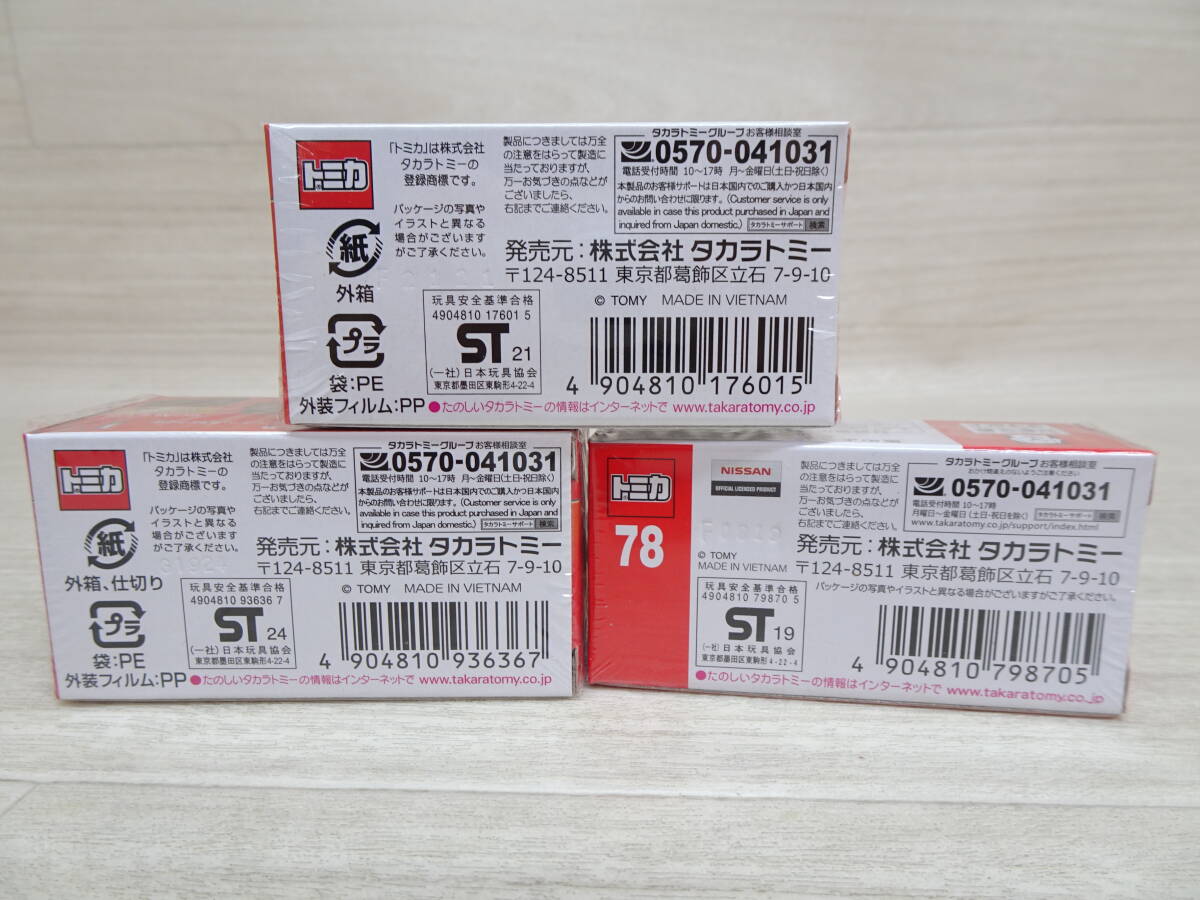 トミカ
「トミカ」は株式会社
タカラトミーの
登録商標です。
パッケージの写真や
イラストと異なる
場合がございます
がご了承ください。
紙
外箱
プラ
袋:PE
外装フィルム:PP
製品につきましては万全
の注意をはらって製造に
当たっておりますが、
万一お気づきの点などが
ございましたら、
右記までご連絡ください。
タカラトミーグループお客様相談室
0570-041031
電話受付時間 10〜17時 月〜金曜日(土日・祝日除く)
本製品のお客様サポートは日本国内でのご購入かつ日本国内
からのお問い合わせに限ります。(Customer service is only
available in case this product purchased in Japan and
inquired from Japan domestic.) タカラトミーサポート 検索
発売元:株式会社 タカラトミー
〒124-8511 東京都葛飾区立石 7-9-10
© TOMY MADE IN VIETNAM
玩具安全基準合格
4904810 17601 5
ST 21
(一社)日本玩具協会
東京都墨田区東駒形4-22-4
4 904810 176015
●たのしいタカラトミーの情報はインターネットで www.takaratomy.co.jp
トミカ
「トミカ」は株式会社
タカラトミーの
登録商標です。
パッケージの写真や
イラストと異なる
場合がございます
がご了承ください。
紙
外箱、仕切り
プラ
袋:PE
外装フィルム:PP
製品につきましては万全
の注意をはらって製造に
当たっておりますが、
万一お気づきの点などが
ございましたら、
右記までご連絡ください。
タカラトミーグループお客様相談室
0570-041031
電話受付時間 10〜17時 月〜金曜日(土日・祝日除く)
本製品のお客様サポートは日本国内でのご購入かつ日本国内
からのお問い合わせに限ります。(Customer service is only
available in case this product purchased in Japan and
inquired from Japan domestic.) タカラトミーサポート 検索
発売元:株式会社 タカラトミー
〒124-8511 東京都葛飾区立石 7-9-10
© TOMY MADE IN VIETNAM
玩具安全基準合格
4904810 93636 7
ST 24
(一社)日本玩具協会
東京都墨田区東駒形4-22-4
4 904810 936367
●たのしいタカラトミーの情報はインターネットで www.takaratomy.co.jp
トミカ
78
NISSAN
OFFICIAL LICENSED PRODUCT
© TOMY
MADE IN VIETNAM
製品につきましては万全
の注意をはらって製造に
当たっておりますが、
万一お気づきの点などが
ございましたら、
右記までご連絡ください。
タカラトミーグループお客様相談室
おかけ間違えのないようご注意ください
0570-041031
電話受付時間 10〜17時
月曜〜金曜日(土日・祝日を除く)
www.takaratomy.co.jp/support/index.html
発売元:株式会社 タカラトミー
〒124-8511 東京都葛飾区立石 7-9-10
パッケージの写真やイラストと異なる場合がございますがご了承ください。
玩具安全基準合格
4904810 79870 5
ST 19
(一社)日本玩具協会
東京都墨田区東駒形4-22-4
4 904810 798705
●たのしいタカラトミーの情報はインターネットで www.takaratomy.co.jp